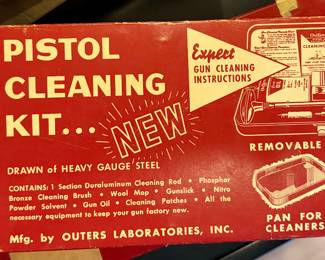 PISTOL
CLEANING
KIT...
NEW
Expect
GUN CLEANING
INSTRUCTIONS
REMOVABLE
DRAWN of HEAVY GAUGE STEEL
CONTAINS: 1 Section Duraluminum Cleaning Rod • Phosphor
Bronze Cleaning Brush • Wool Mop • Gunslick • Nitro
Powder Solvent • Gun Oil • Cleaning Patches • All the
necessary equipment to keep your gun factory new.
PAN FOR
CLEANERS
Mfg. by OUTERS LABORATORIES, INC.